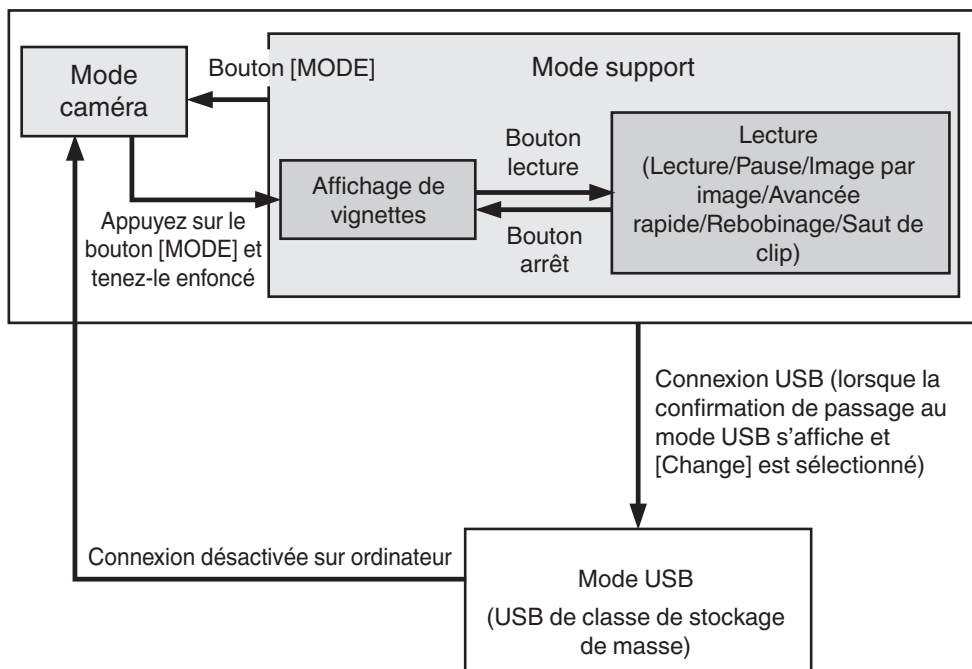 Mode
caméra
Bouton [MODE]
Mode support
Appuyez sur le
bouton [MODE] et
tenez-le enfoncé
Affichage de
vignettes
Bouton
lecture
Bouton
arrêt
Lecture
(Lecture/Pause/Image par
image/Avancée
rapide/Rebobinage/Saut de
clip)
Connexion USB (lorsque la
confirmation de passage au
mode USB s’affiche et
[Change] est sélectionné)
Connexion désactivée sur ordinateur
Mode USB
(USB de classe de stockage
de masse)